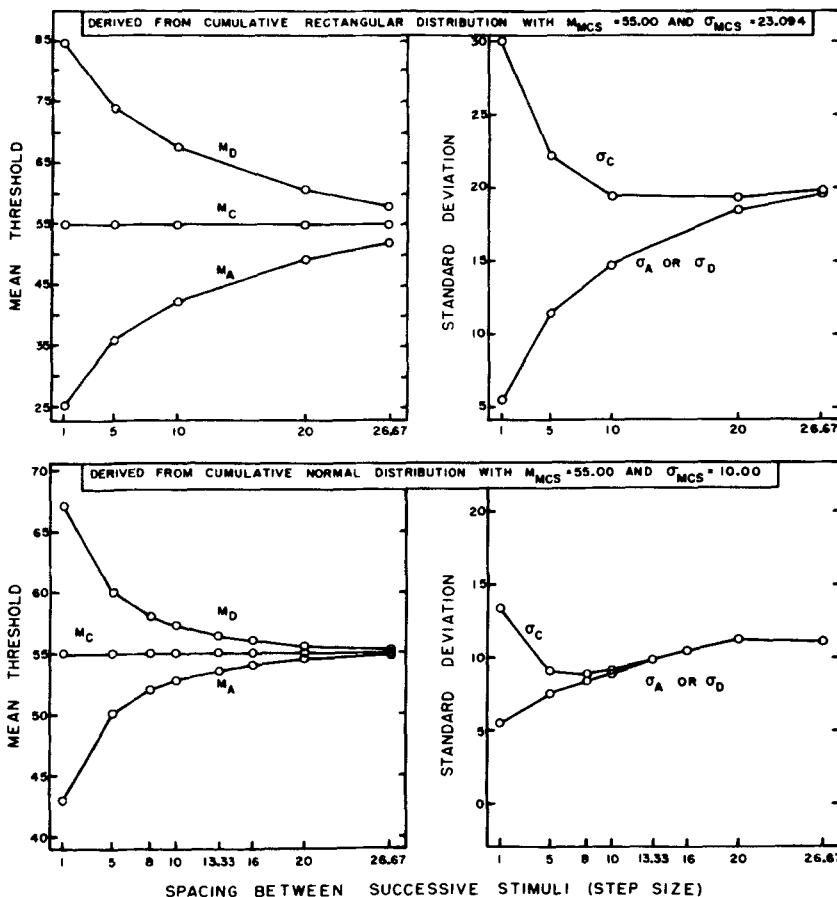 DERIVED FROM CUMULATIVE RECTANGULAR DISTRIBUTION WITH M_MCS = 55.00 AND σ_MCS = 23.094
MEAN THRESHOLD
85
75
65
55
45
35
25
M_D
M_C
M_A
1 5 10 20 26.67
STANDARD DEVIATION
30
25
20
15
10
5
σ_C
σ_A OR σ_D
1 5 10 20 26.67
DERIVED FROM CUMULATIVE NORMAL DISTRIBUTION WITH M_MCS = 55.00 AND σ_MCS = 10.00
MEAN THRESHOLD
70
65
60
55
50
45
40
M_D
M_C
M_A
1 5 8 10 13.33 16 20 26.67
STANDARD DEVIATION
20
15
10
5
0
σ_C
σ_A OR σ_D
1 5 8 10 13.33 16 20 26.67
SPACING BETWEEN SUCCESSIVE STIMULI (STEP SIZE)